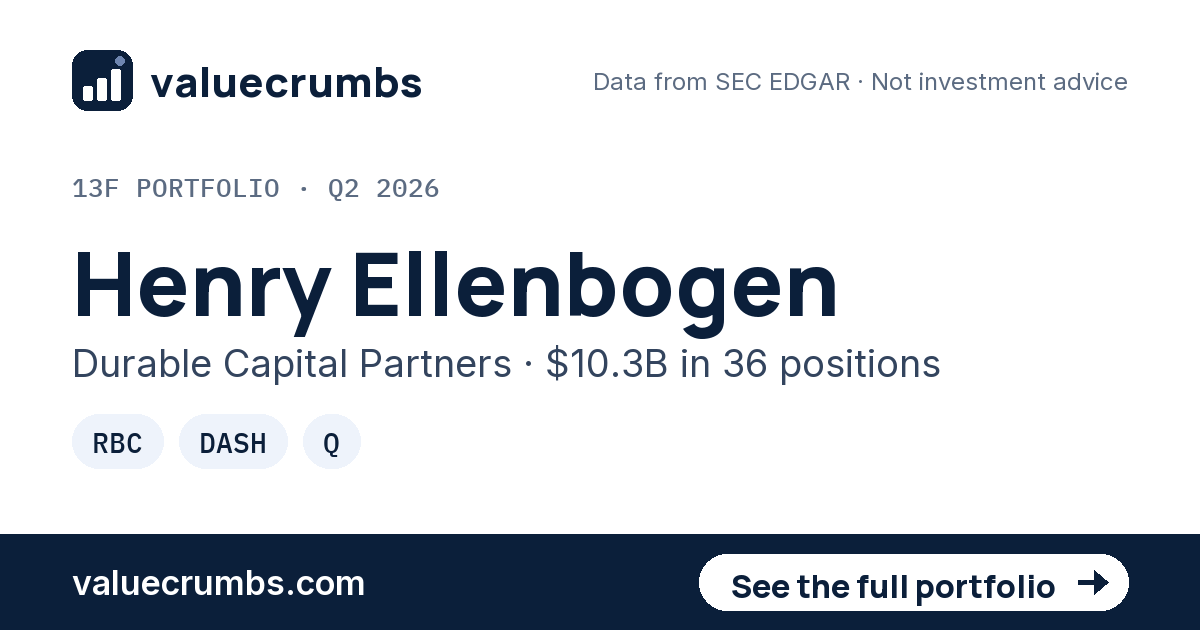 valuecrumbs
Data from SEC EDGAR · Not investment advice
13F PORTFOLIO · Q2 2026
Henry Ellenbogen
Durable Capital Partners · $10.3B in 36 positions
RBC DASH Q
valuecrumbs.com
See the full portfolio →